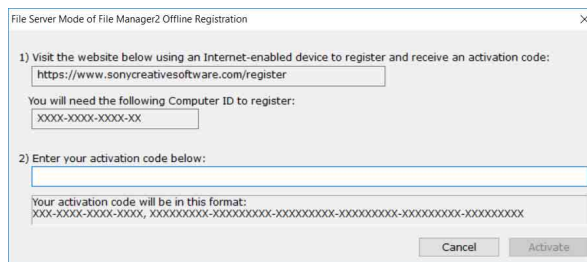 File Server Mode of File Manager2 Offline Registration
1) Visit the website below using an Internet-enabled device to register and receive an activation code:
https://www.sonycreativesoftware.com/register
You will need the following Computer ID to register:
XXXX-XXXX-XXXX-XX
2) Enter your activation code below:
Your activation code will be in this format:
XXX-XXXX-XXXX-XXXX, XXXXXXXXX-XXXXXXXXX-XXXXXXXXX-XXXXXXXXX-XXXXXXXXX-XXXXXXXXX
Cancel
Activate